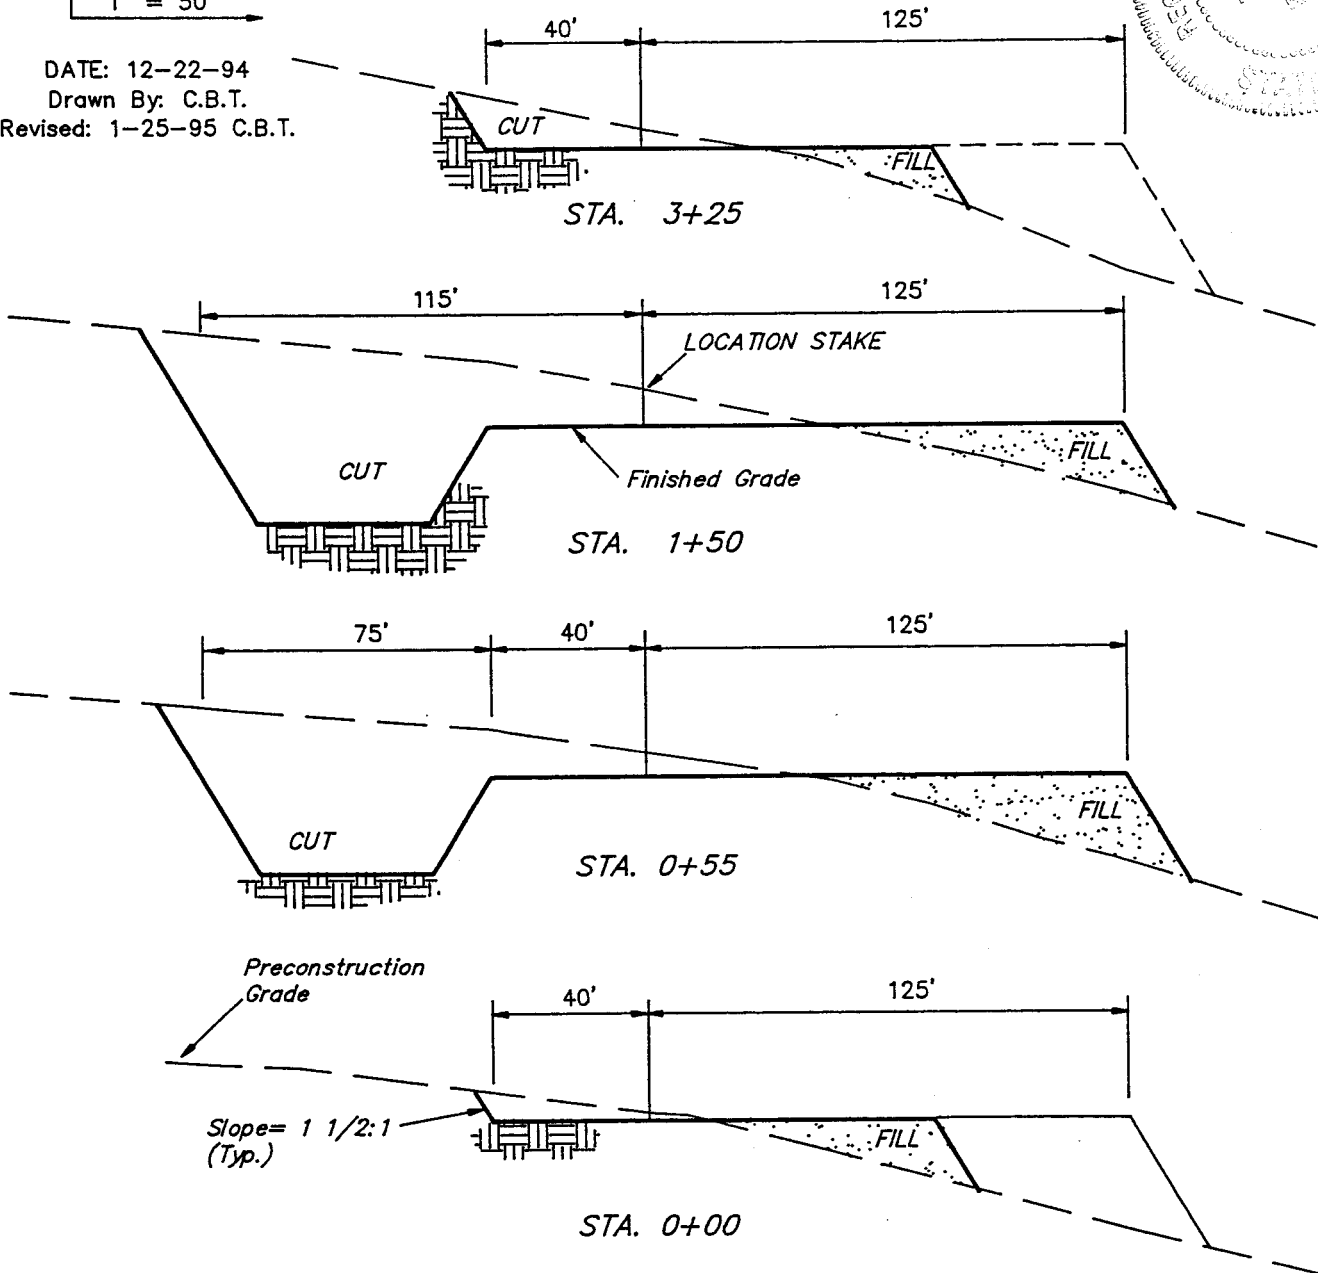 1" = 50'
DATE: 12-22-94
Drawn By: C.B.T.
Revised: 1-25-95 C.B.T.
40'
125'
CUT
FILL
STA. 3+25
STATE
115'
125'
LOCATION STAKE
CUT
Finished Grade
FILL
STA. 1+50
75'
40'
125'
CUT
FILL
STA. 0+55
Preconstruction
Grade
40'
125'
Slope= 1 1/2:1
(Typ.)
FILL
STA. 0+00